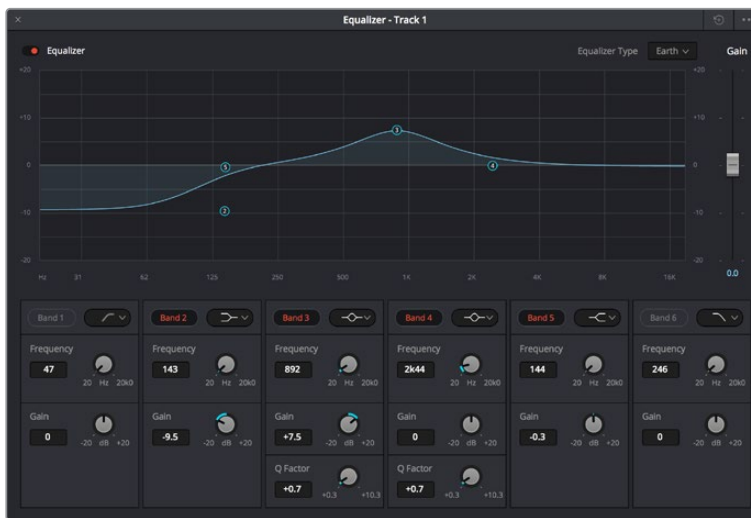 Equalizer - Track 1
Equalizer Equalizer Type Earth Gain
+20 +20
+10 +10
0 0
-10 -10
-20 -20
3
5 4
2
Hz 31 62 125 250 500 1K 2K 4K 8K 16K 0.0
Band 1 Band 2 Band 3 Band 4 Band 5 Band 6
Frequency Frequency Frequency Frequency Frequency Frequency
47 143 892 2k44 144 246
20 Hz 20k0 20 Hz 20k0 20 Hz 20k0 20 Hz 20k0 20 Hz 20k0 20 Hz 20k0
Gain Gain Gain Gain Gain Gain
0 -9.5 +7.5 0 -0.3 0
-20 dB +20 -20 dB +20 -20 dB +20 -20 dB +20 -20 dB +20 -20 dB +20
Q Factor Q Factor
+0.7 +0.7
+0.3 +10.3 +0.3 +10.3